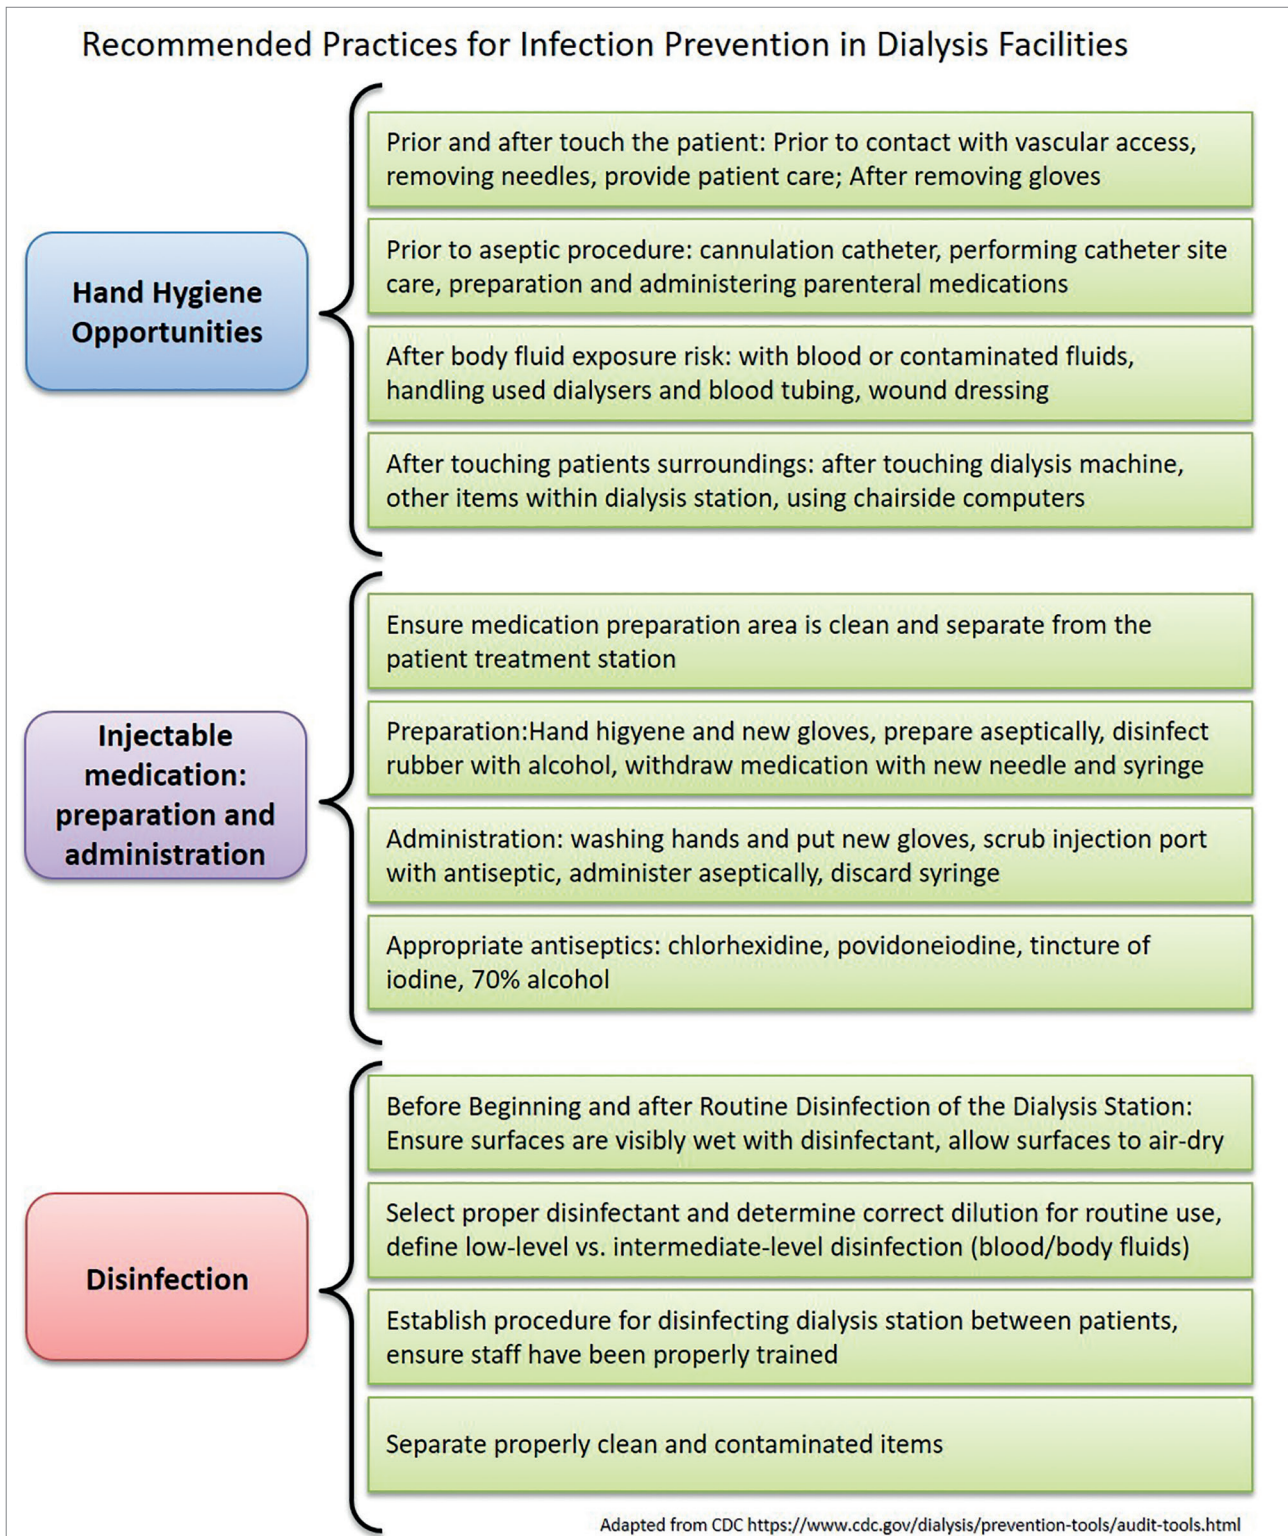 Recommended Practices for Infection Prevention in Dialysis Facilities
Hand Hygiene
Opportunities
Prior and after touch the patient: Prior to contact with vascular access,
removing needles, provide patient care; After removing gloves
Prior to aseptic procedure: cannulation catheter, performing catheter site
care, preparation and administering parenteral medications
After body fluid exposure risk: with blood or contaminated fluids,
handling used dialysers and blood tubing, wound dressing
After touching patients surroundings: after touching dialysis machine,
other items within dialysis station, using chairside computers
Injectable
medication:
preparation and
administration
Ensure medication preparation area is clean and separate from the
patient treatment station
Preparation:Hand higyene and new gloves, prepare aseptically, disinfect
rubber with alcohol, withdraw medication with new needle and syringe
Administration: washing hands and put new gloves, scrub injection port
with antiseptic, administer aseptically, discard syringe
Appropriate antiseptics: chlorhexidine, povidoneiodine, tincture of
iodine, 70% alcohol
Disinfection
Before Beginning and after Routine Disinfection of the Dialysis Station:
Ensure surfaces are visibly wet with disinfectant, allow surfaces to air-dry
Select proper disinfectant and determine correct dilution for routine use,
define low-level vs. intermediate-level disinfection (blood/body fluids)
Establish procedure for disinfecting dialysis station between patients,
ensure staff have been properly trained
Separate properly clean and contaminated items
Adapted from CDC https://www.cdc.gov/dialysis/prevention-tools/audit-tools.html